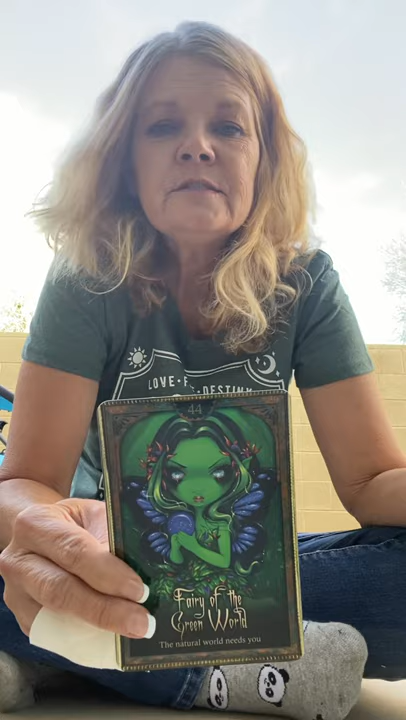 LOVE • F
DESTINY
44
Fairy of the
Green World
The natural world needs you